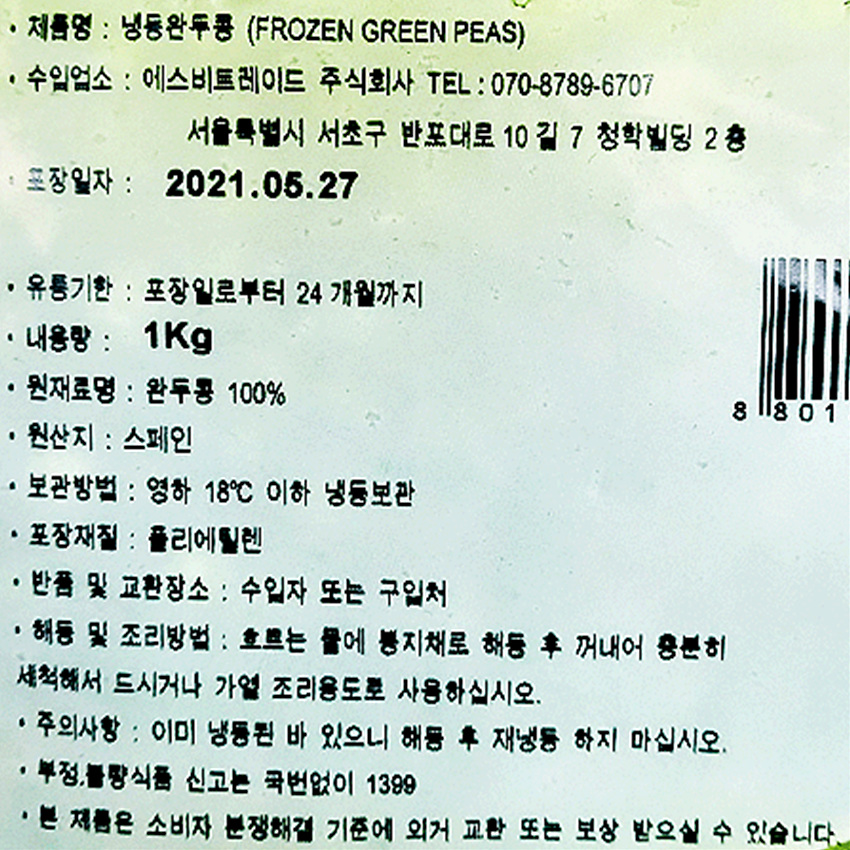 · 제품명 : 냉동완두콩 (FROZEN GREEN PEAS)
· 수입업소 : 에스비트레이드 주식회사 TEL : 070-8789-6707
서울특별시 서초구 반포대로 10 길 7 청학빌딩 2 층
· 포장일자 : 2021.05.27
· 유통기한 : 포장일로부터 24 개월까지
· 내용량 : 1Kg
· 원재료명 : 완두콩 100%
8 801
· 원산지 : 스페인
· 보관방법 : 영하 18℃ 이하 냉동보관
· 포장재질 : 폴리에틸렌
· 반품 및 교환장소 : 수입자 또는 구입처
· 해동 및 조리방법 : 흐르는 물에 봉지채로 해동 후 꺼내어 충분히
세척해서 드시거나 가열 조리용도로 사용하십시오.
· 주의사항 : 이미 냉동된 바 있으니 해동 후 재냉동 하지 마십시오.
· 부정,불량식품 신고는 국번없이 1399
· 본 제품은 소비자 분쟁해결 기준에 의거 교환 또는 보상 받으실 수 있습니다.